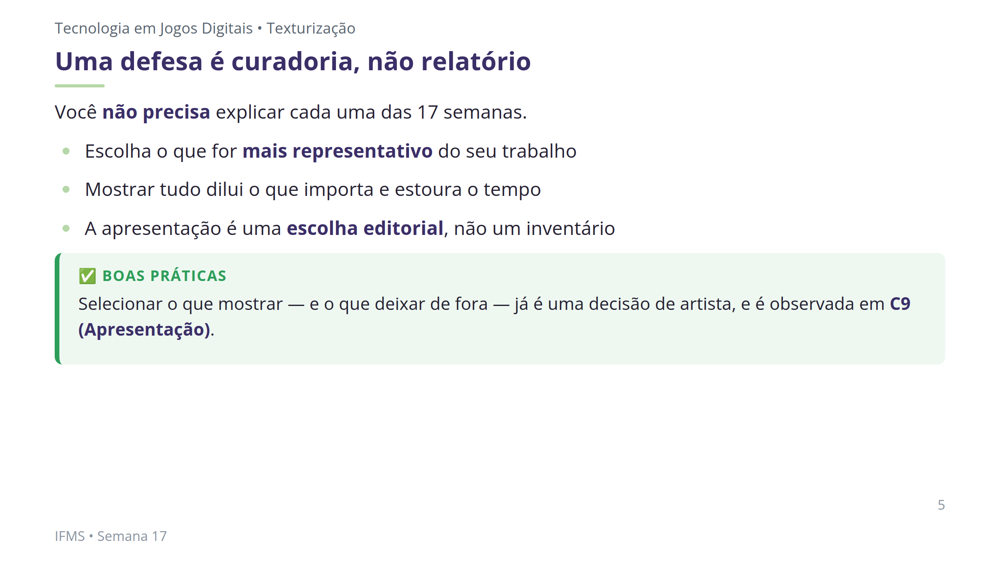 Tecnologia em Jogos Digitais • Texturização
Uma defesa é curadoria, não relatório
Você não precisa explicar cada uma das 17 semanas.
• Escolha o que for mais representativo do seu trabalho
• Mostrar tudo dilui o que importa e estoura o tempo
• A apresentação é uma escolha editorial, não um inventário
✅ BOAS PRÁTICAS
Selecionar o que mostrar — e o que deixar de fora — já é uma decisão de artista, e é observada em C9
(Apresentação).
5
IFMS • Semana 17